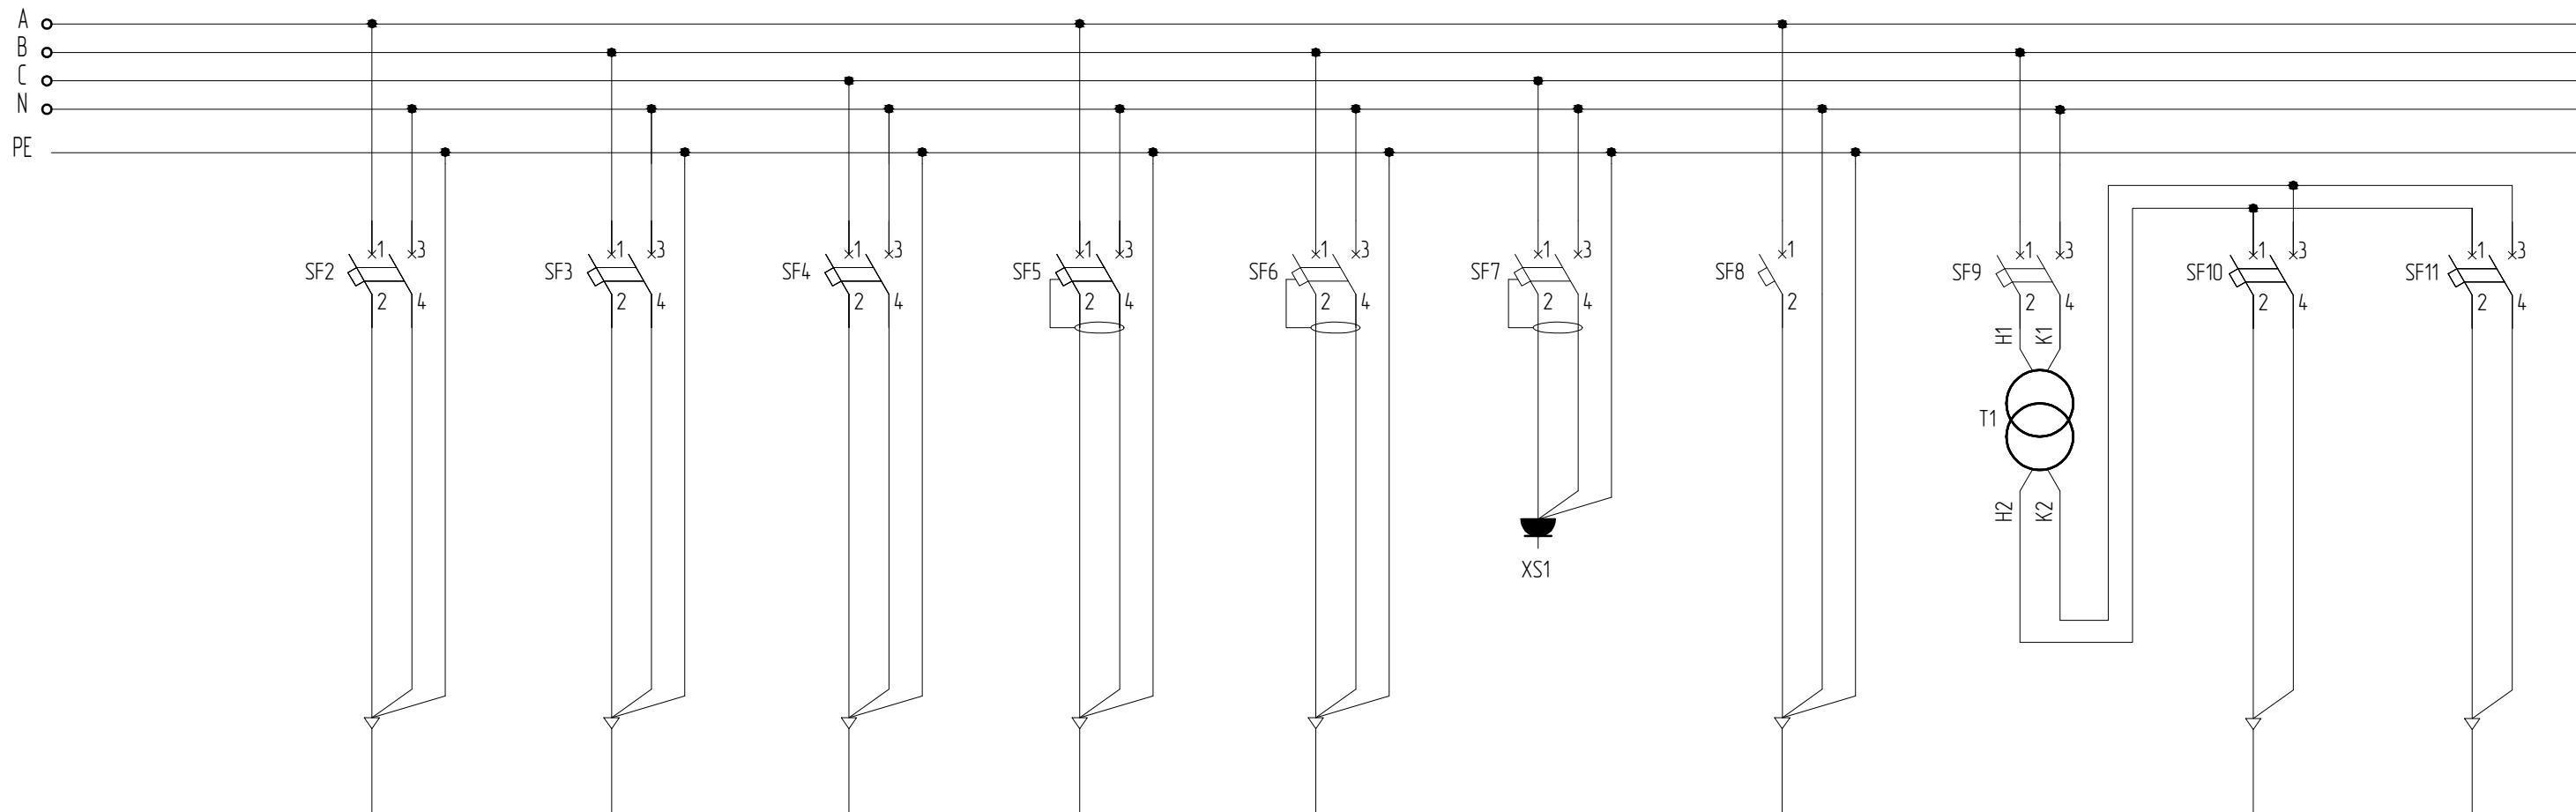 A
B
C
N
PE
SF2 1 3 2 4
SF3 1 3 2 4
SF4 1 3 2 4
SF5 1 3 2 4
SF6 1 3 2 4
SF7 1 3 2 4
SF8 1 2
SF9 1 3 2 4
SF10 1 3 2 4
SF11 1 3 2 4
H1 K1
T1
H2 K2
XS1